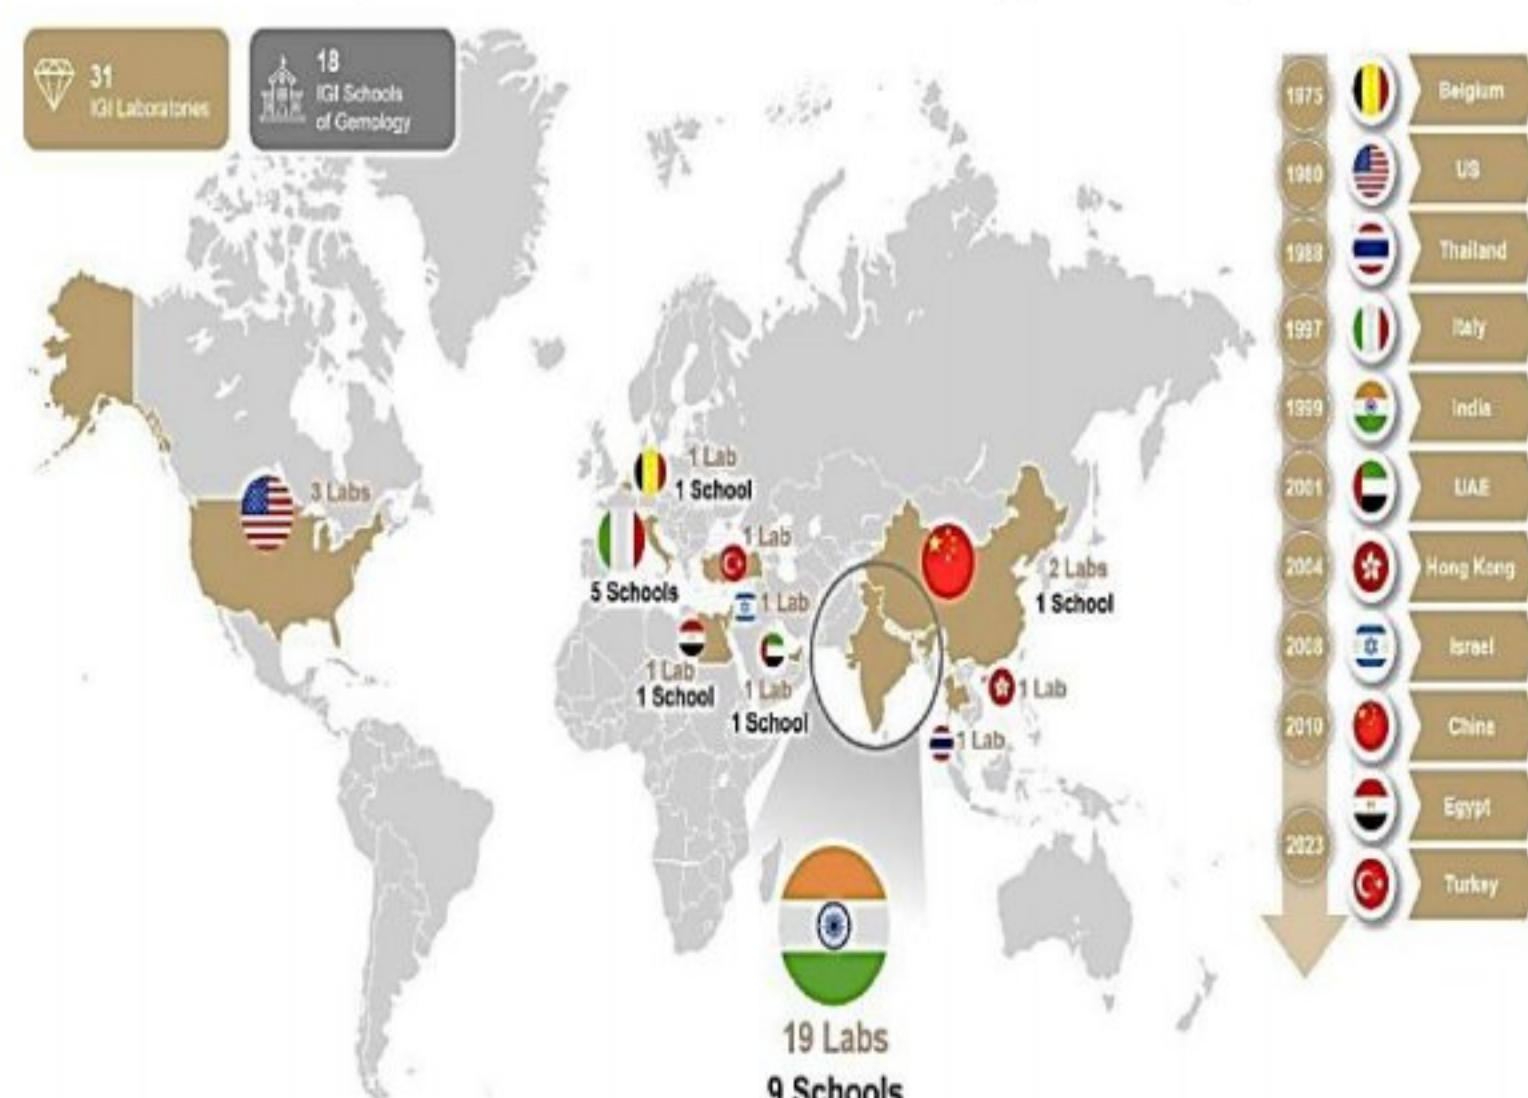 31
IGI Laboratories
18
IGI Schools
of Gemology
3 Labs
1 Lab
1 School
5 Schools
1 Lab
1 Lab
1 Lab
1 School
1 Lab
1 School
2 Labs
1 School
1 Lab
1 Lab
19 Labs
9 Schools
1975
Belgium
1980
US
1988
Thailand
1997
Italy
1999
India
2001
UAE
2004
Hong Kong
2008
Israel
2010
China
Egypt
2023
Turkey